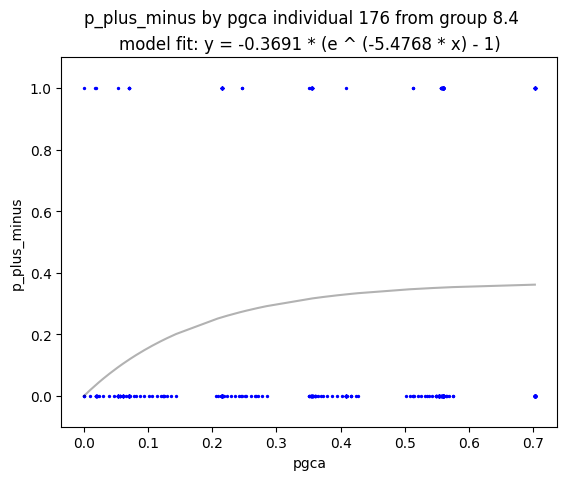 p_plus_minus by pgca individual 176 from group 8.4
model fit: y = -0.3691 * (e ^ (-5.4768 * x) - 1)
p_plus_minus
1.0
0.8
0.6
0.4
0.2
0.0
0.0 0.1 0.2 0.3 0.4 0.5 0.6 0.7
pgca